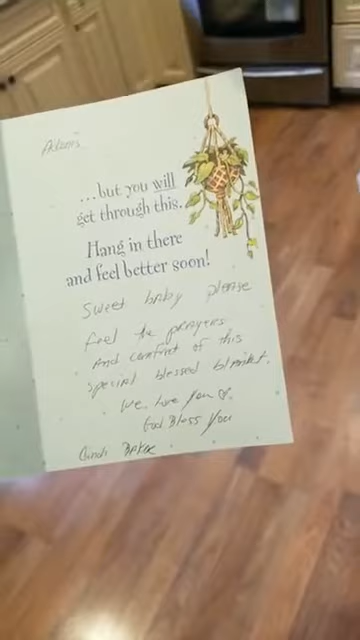 Adam,
...but you will
get through this.
Hang in there
and feel better soon!
Sweet baby please
feel the prayers
and comfort of this
special blessed blanket.
We love you
God Bless You